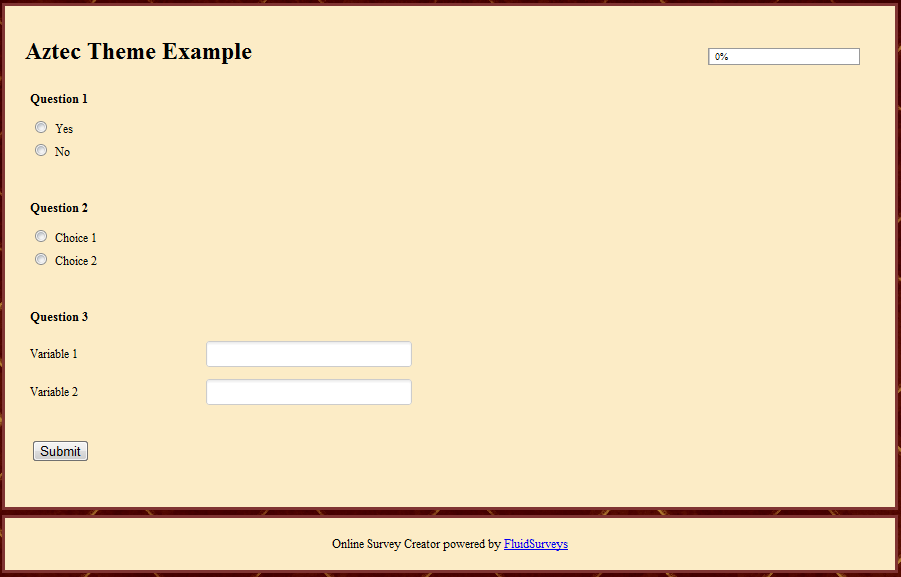 Aztec Theme Example
0%
Question 1
Yes
No
Question 2
Choice 1
Choice 2
Question 3
Variable 1
Variable 2
Submit
Online Survey Creator powered by FluidSurveys